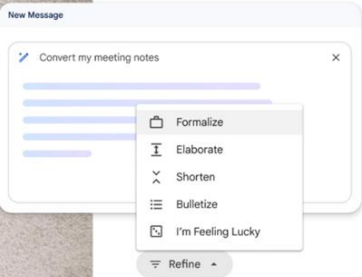 New Message
Convert my meeting notes
Formalize
Elaborate
Shorten
Bulletize
I'm Feeling Lucky
Refine